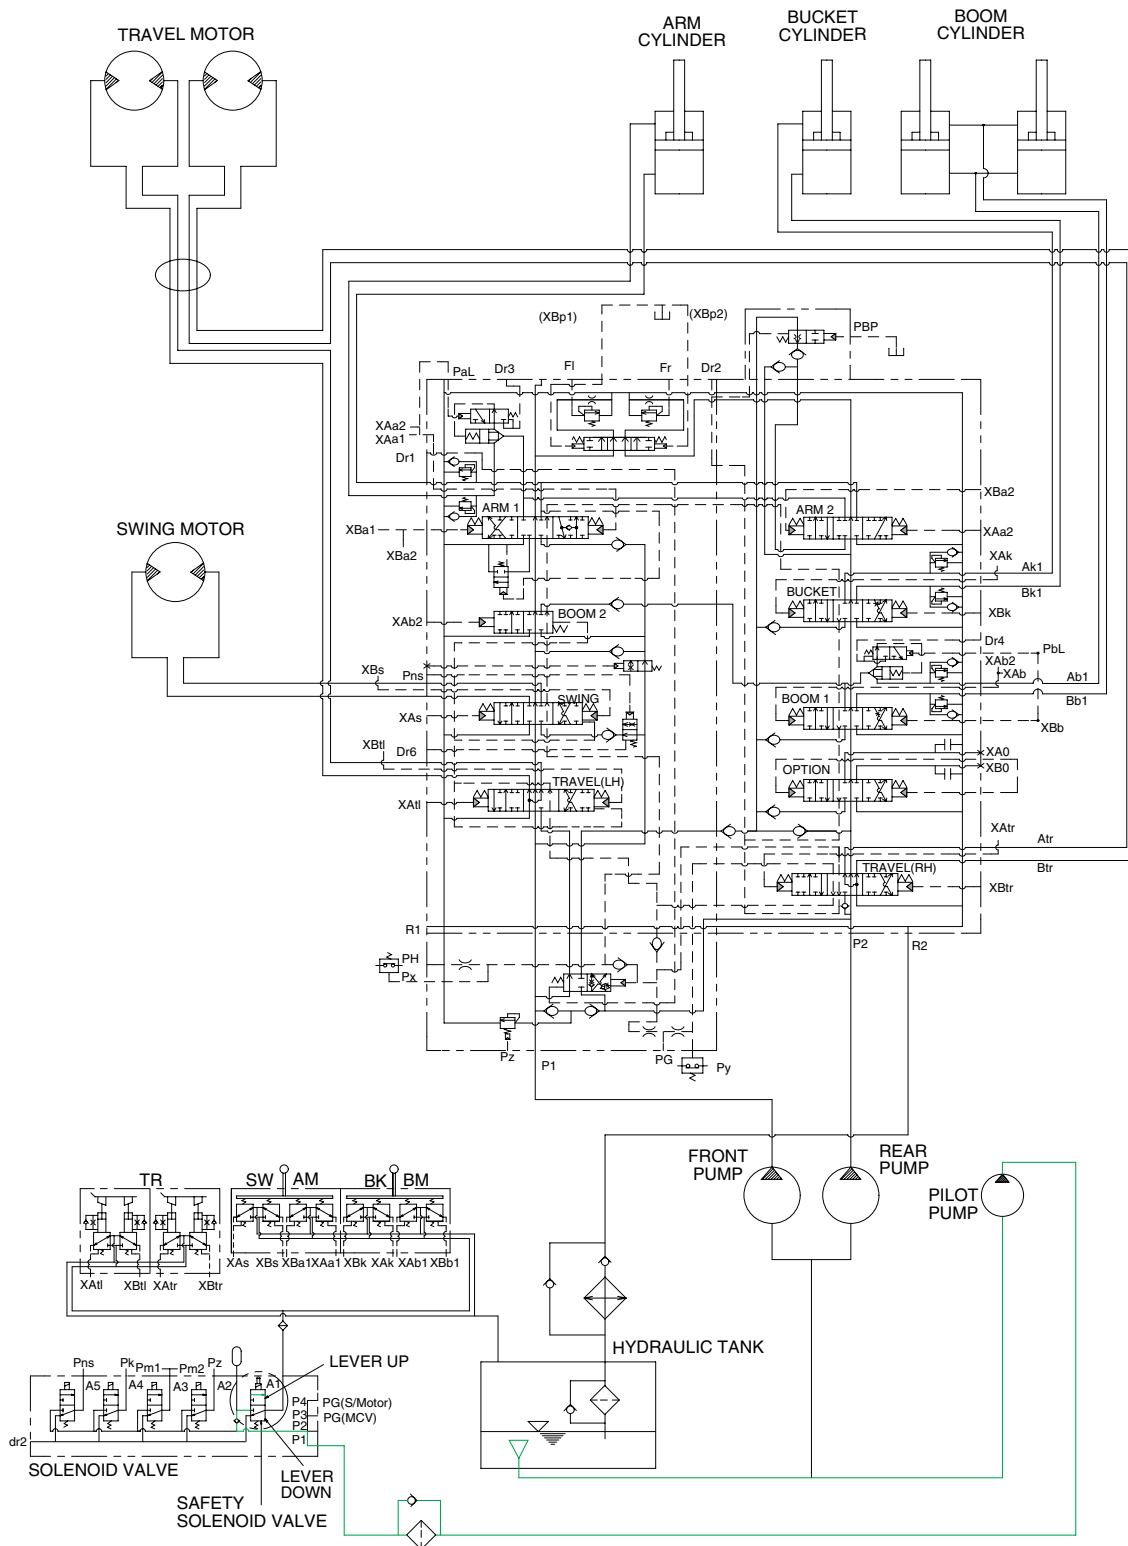 TRAVEL MOTOR
ARM
CYLINDER
BUCKET
CYLINDER
BOOM
CYLINDER
(XBp1)
(XBp2)
PBP
PaL
Dr3
Fl
Fr
Dr2
XAa2
XAa1
Dr1
XBa2
SWING MOTOR
ARM 1
ARM 2
XBa1
XBa2
XAa2
XAk
Ak1
BUCKET
Bk1
XBk
XAb2
BOOM 2
Dr4
PbL
XAb2
XAb
XBs
Pns
Ab1
Bb1
SWING
BOOM 1
XAs
XBb
XBtl
Dr6
XA0
XB0
OPTION
TRAVEL(LH)
XAtl
XAtr
Atr
Btr
TRAVEL(RH)
XBtr
R1
P2
R2
PH
Px
Pz
P1
PG
Py
FRONT
PUMP
REAR
PUMP
PILOT
PUMP
TR
SW
AM
BK
BM
XAs
XBs
XBa1
XAa1
XBk
XAk
XAb1
XBb1
XAtl
XBtl
XAtr
XBtr
HYDRAULIC TANK
LEVER UP
Pns
Pk
Pm1
Pm2
Pz
A5
A4
A3
A2
A1
P4
PG(S/Motor)
P3
PG(MCV)
P2
P1
dr2
SOLENOID VALVE
LEVER
DOWN
SAFETY
SOLENOID VALVE